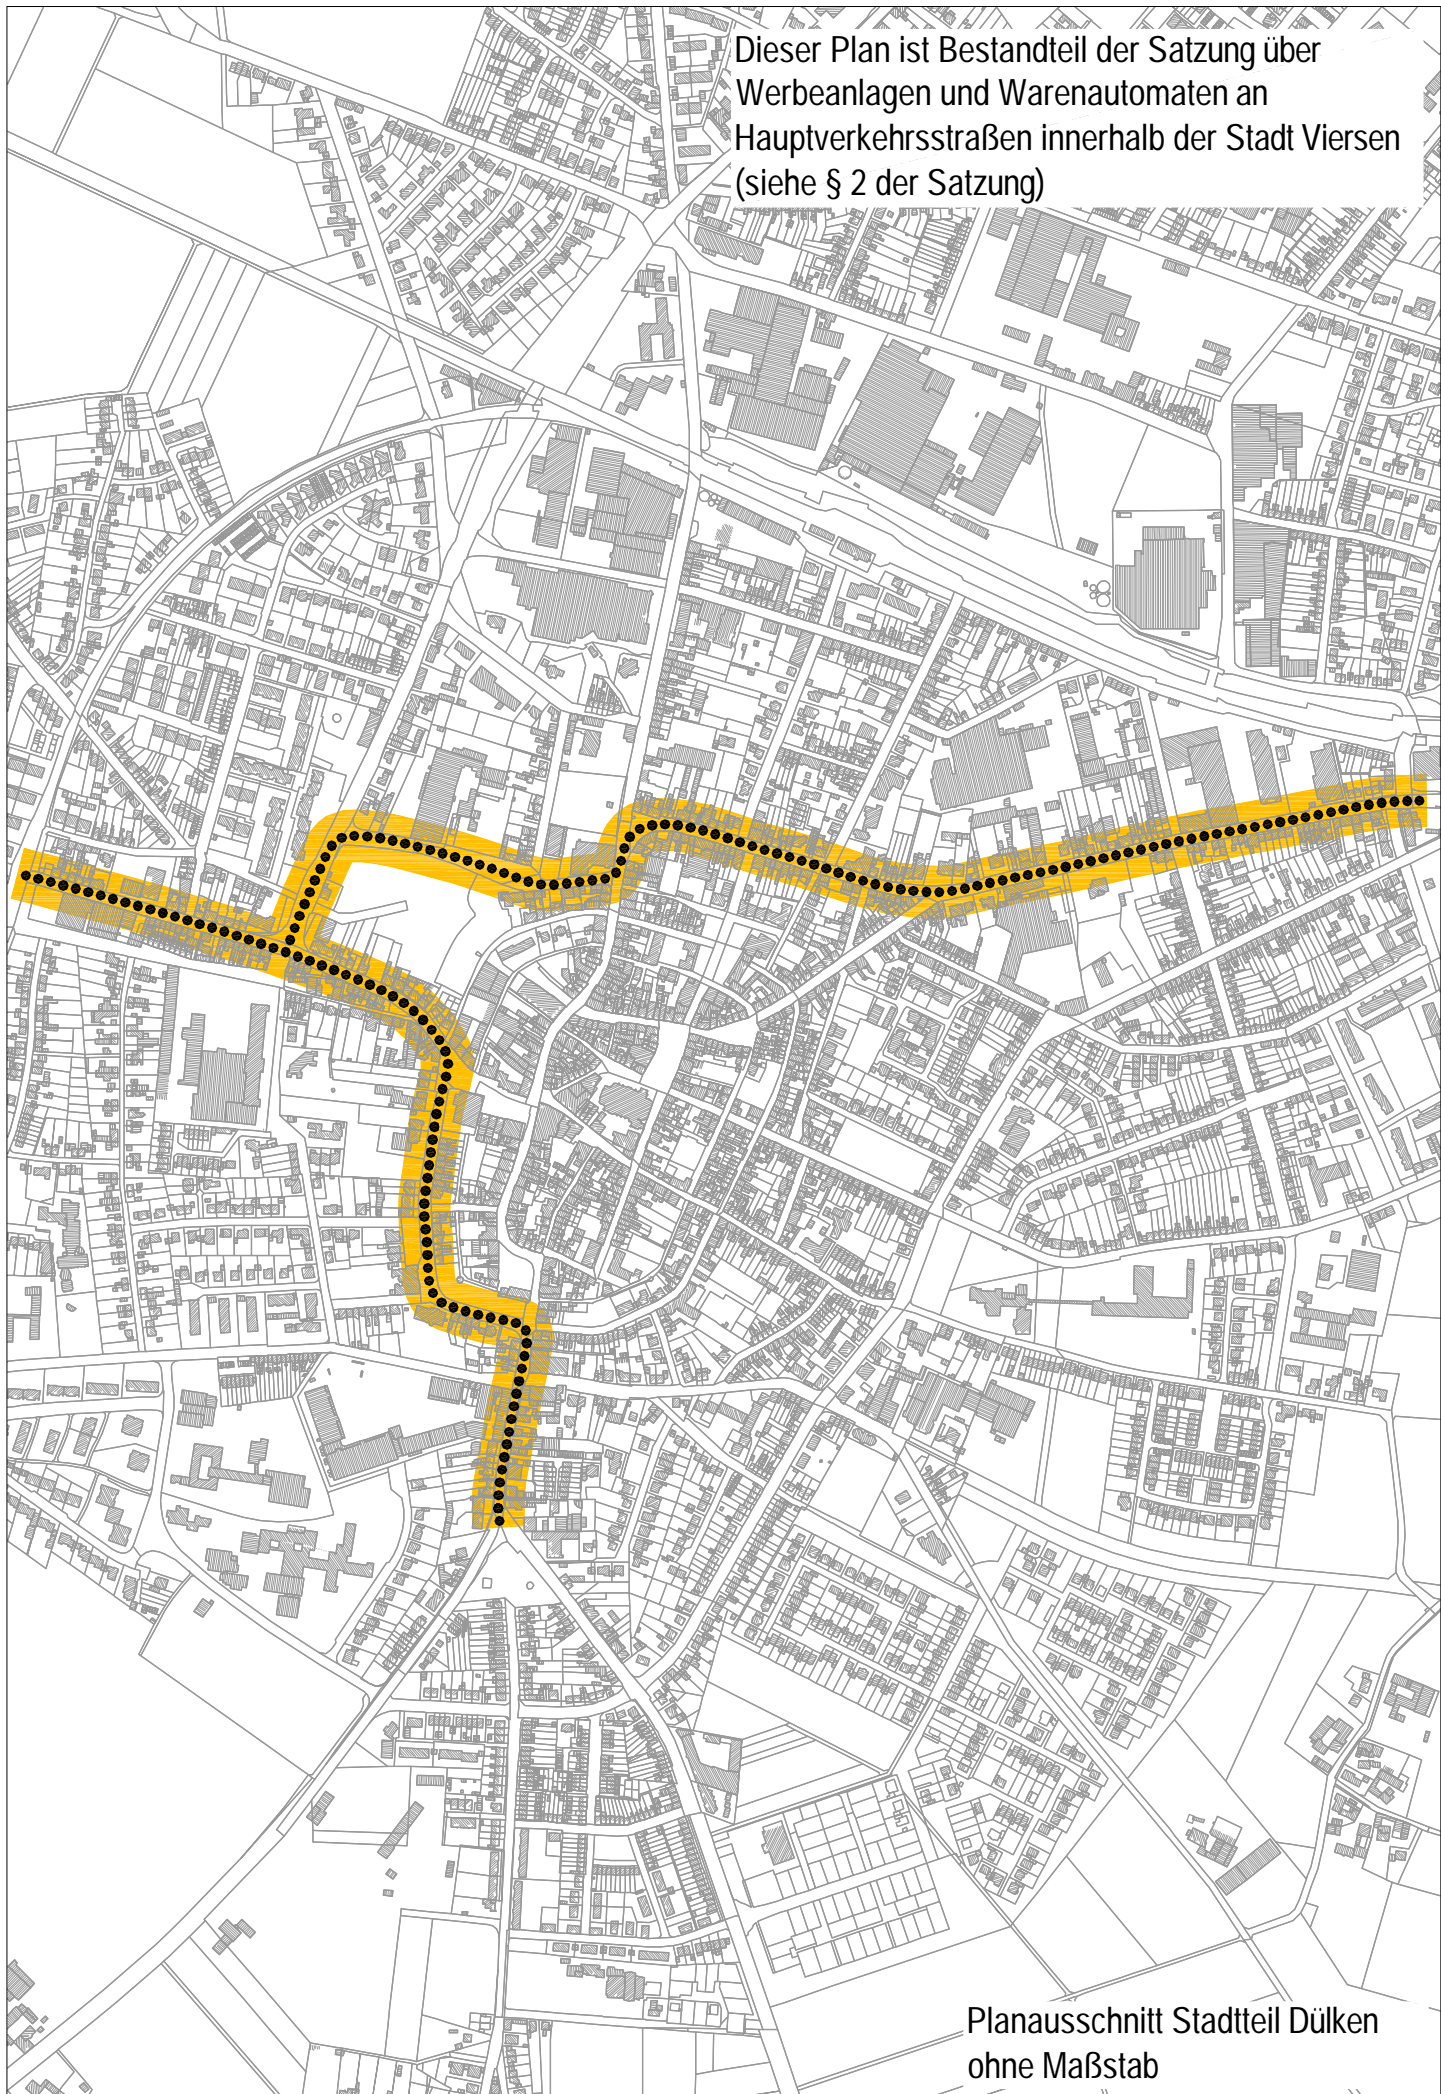 Dieser Plan ist Bestandteil der Satzung über
Werbeanlagen und Warenautomaten an
Hauptverkehrsstraßen innerhalb der Stadt Viersen
(siehe § 2 der Satzung)
Planausschnitt Stadtteil Dülken
ohne Maßstab